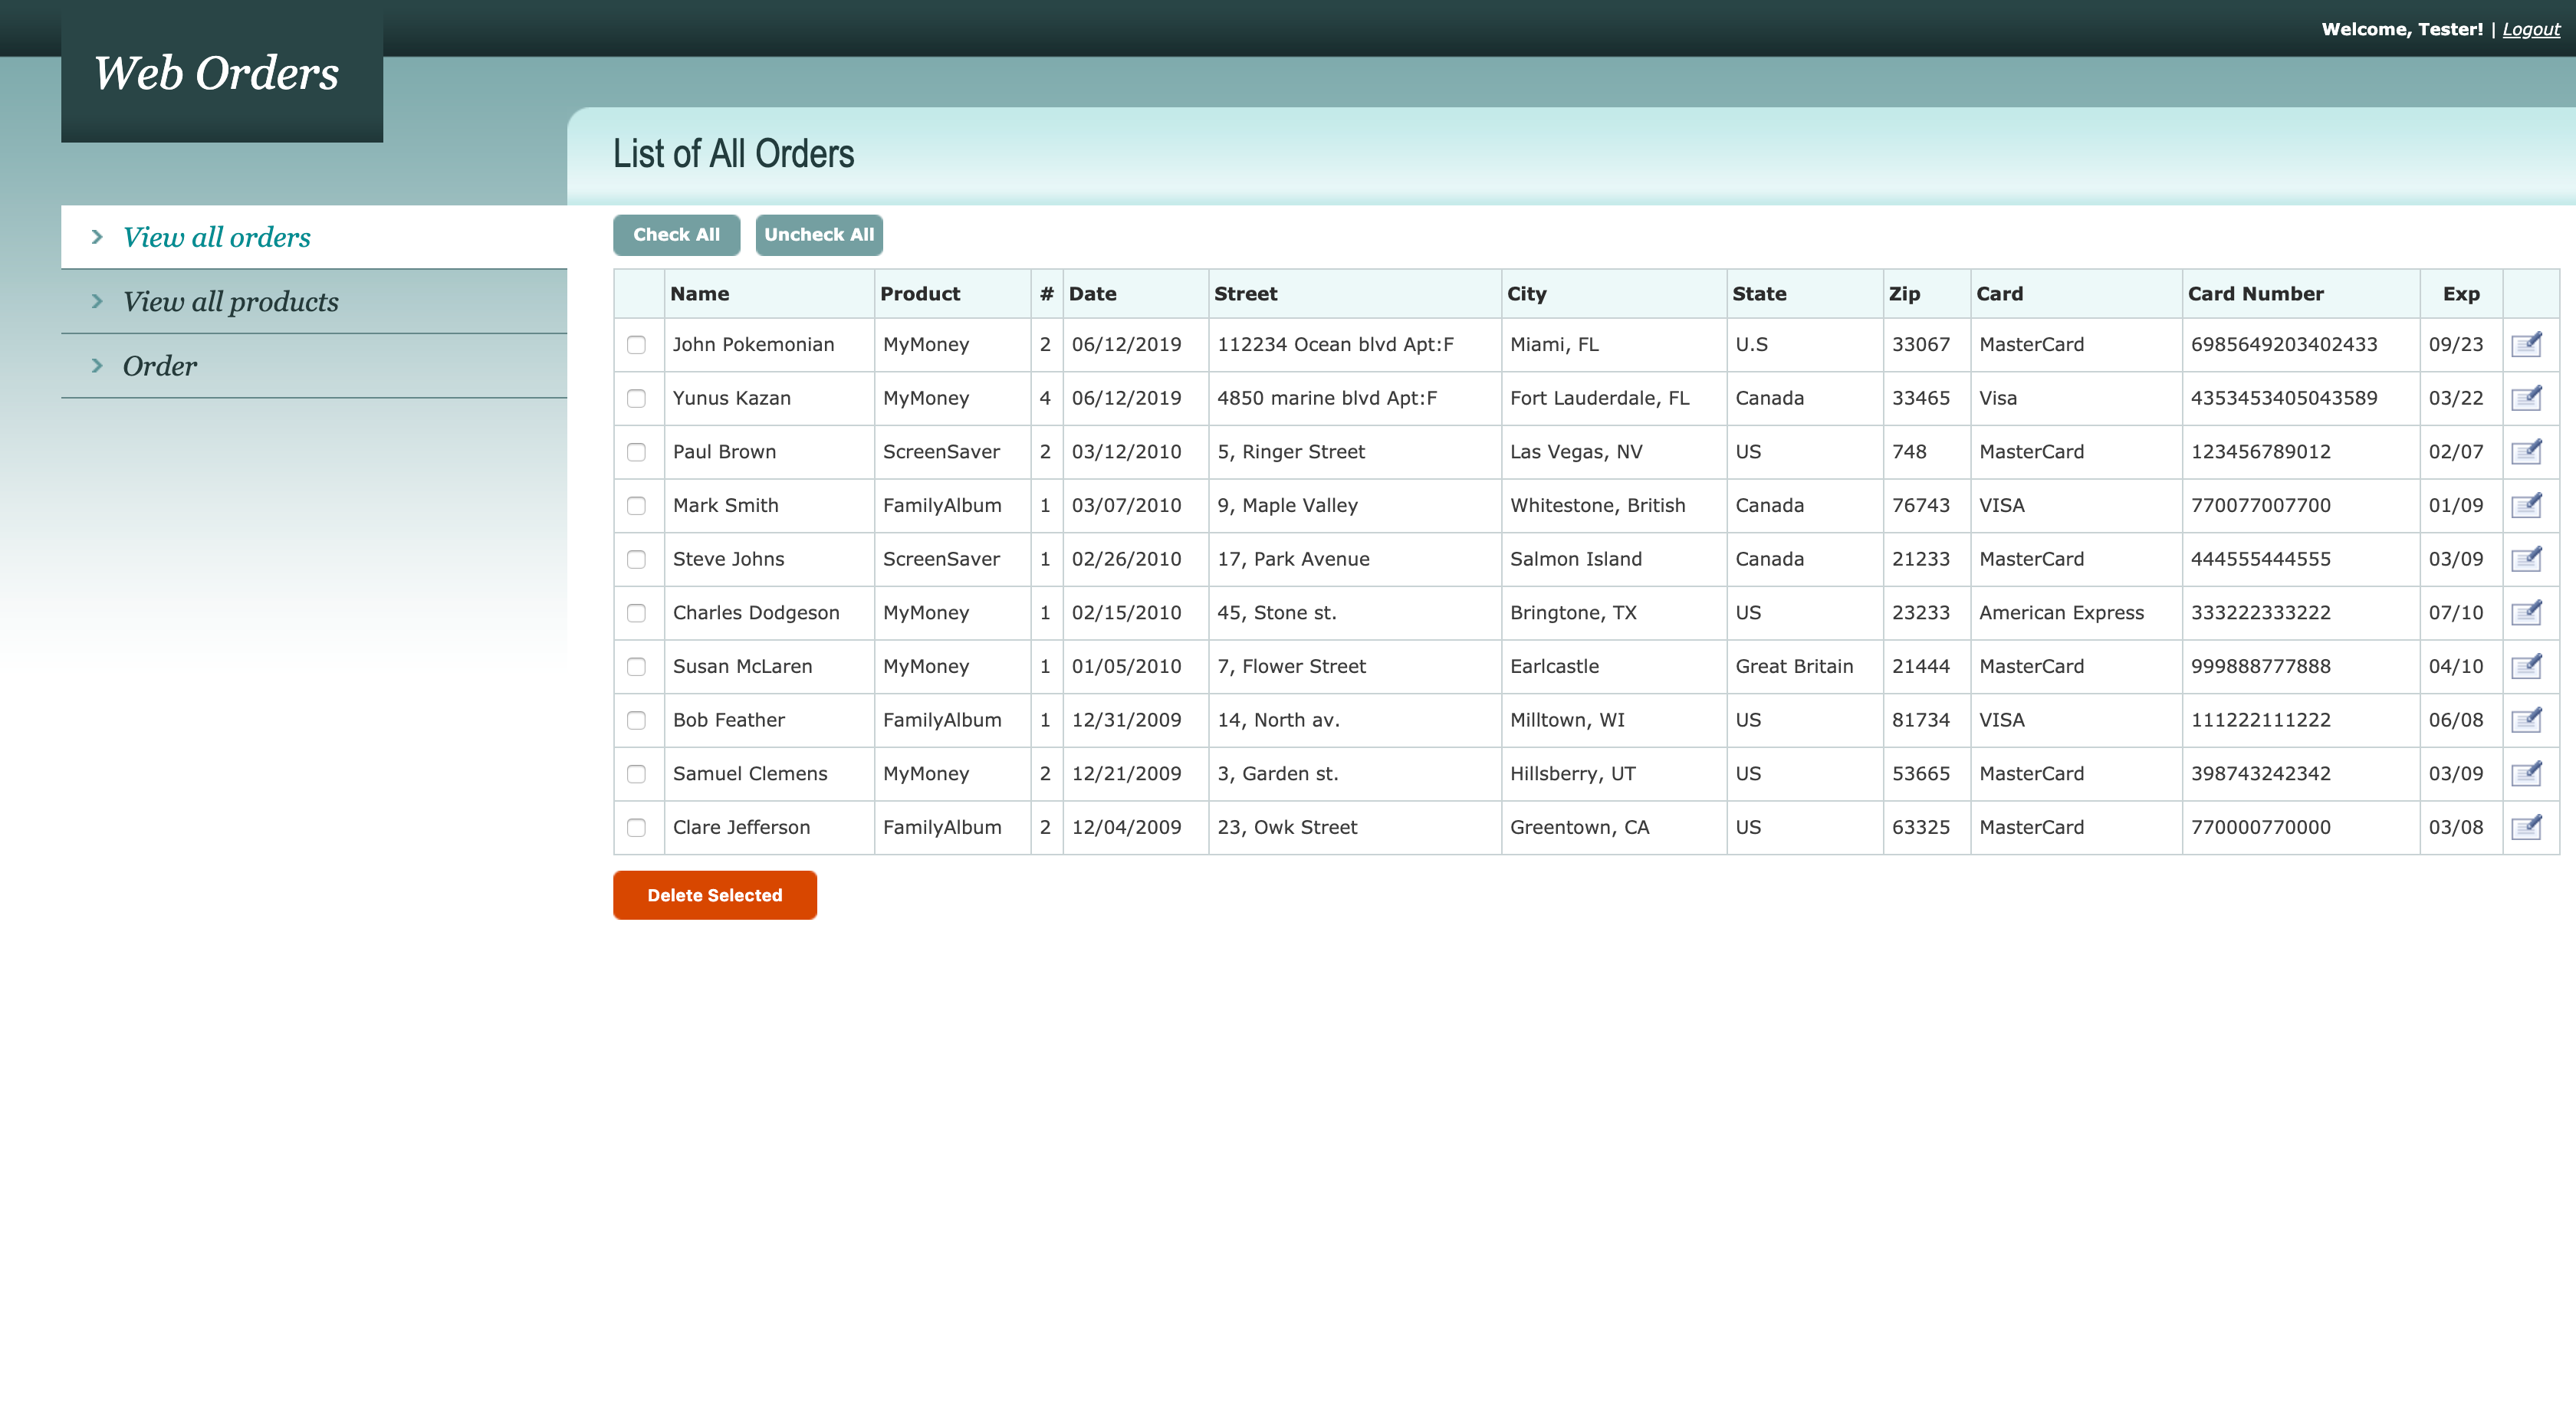 Welcome, Tester! | Logout
Web Orders
List of All Orders
View all orders
View all products
Order
Check All Uncheck All
Name Product # Date Street City State Zip Card Card Number Exp
John Pokemonian MyMoney 2 06/12/2019 112234 Ocean blvd Apt:F Miami, FL U.S 33067 MasterCard 6985649203402433 09/23
Yunus Kazan MyMoney 4 06/12/2019 4850 marine blvd Apt:F Fort Lauderdale, FL Canada 33465 Visa 4353453405043589 03/22
Paul Brown ScreenSaver 2 03/12/2010 5, Ringer Street Las Vegas, NV US 748 MasterCard 123456789012 02/07
Mark Smith FamilyAlbum 1 03/07/2010 9, Maple Valley Whitestone, British Canada 76743 VISA 770077007700 01/09
Steve Johns ScreenSaver 1 02/26/2010 17, Park Avenue Salmon Island Canada 21233 MasterCard 444555444555 03/09
Charles Dodgeson MyMoney 1 02/15/2010 45, Stone st. Bringtone, TX US 23233 American Express 333222333222 07/10
Susan McLaren MyMoney 1 01/05/2010 7, Flower Street Earlcastle Great Britain 21444 MasterCard 999888777888 04/10
Bob Feather FamilyAlbum 1 12/31/2009 14, North av. Milltown, WI US 81734 VISA 111222111222 06/08
Samuel Clemens MyMoney 2 12/21/2009 3, Garden st. Hillsberry, UT US 53665 MasterCard 398743242342 03/09
Clare Jefferson FamilyAlbum 2 12/04/2009 23, Owk Street Greentown, CA US 63325 MasterCard 770000770000 03/08
Delete Selected